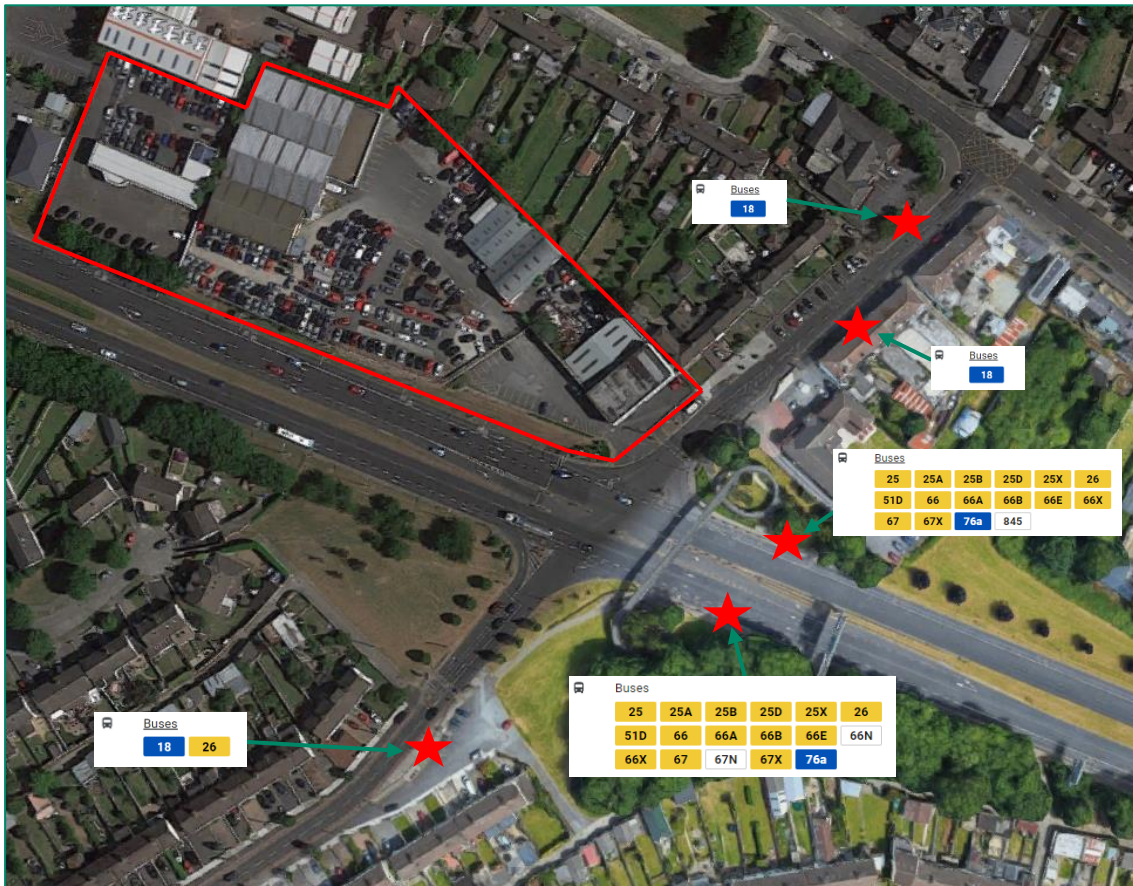 Buses
18
Buses
18
Buses
25 25A 25B 25D 25X 26
51D 66 66A 66B 66E 66X
67 67X 76a 845
Buses
25 25A 25B 25D 25X 26
51D 66 66A 66B 66E 66N
66X 67 67N 67X 76a
Buses
18 26